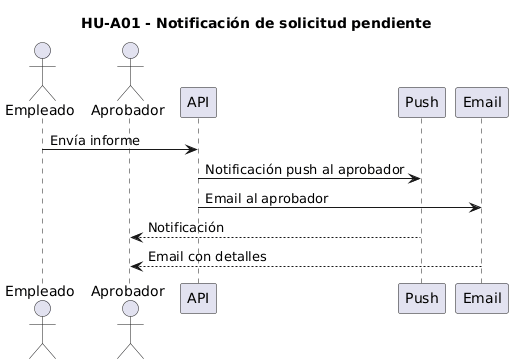 HU-A01 - Notificación de solicitud pendiente
Empleado Aprobador API Push Email
Envía informe
Notificación push al aprobador
Email al aprobador
Notificación
Email con detalles
Empleado Aprobador API Push Email